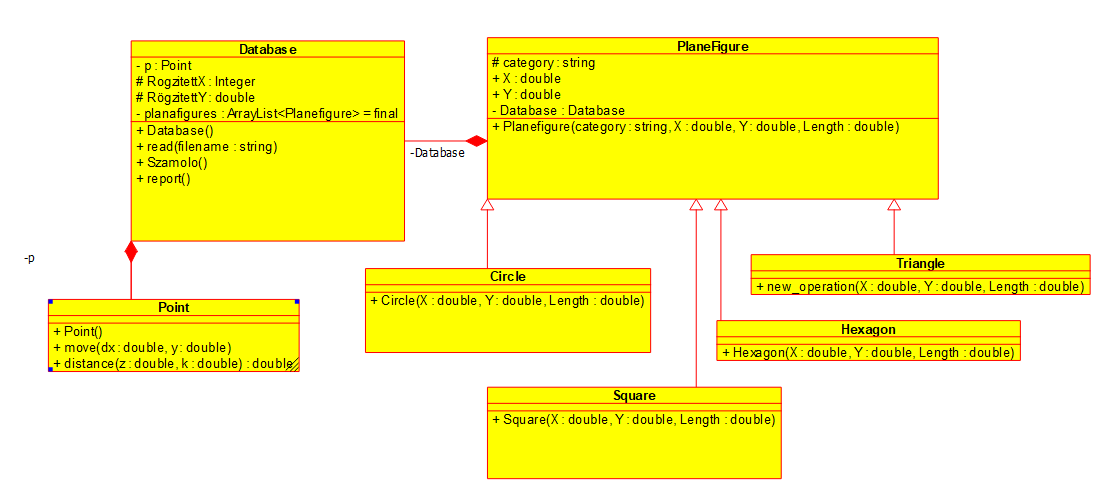 Database
- p : Point
# RogzitettX : Integer
# RögzitettY : double
- planafigures : ArrayList<Planefigure> = final
+ Database()
+ read(filename : string)
+ Szamolo()
+ report()
PlaneFigure
# category : string
+ X : double
+ Y : double
- Database : Database
+ Planefigure(category : string, X : double, Y : double, Length : double)
-Database
-p
Point
+ Point()
+ move(dx : double, y : double)
+ distance(z : double, k : double) : double
Circle
+ Circle(X : double, Y : double, Length : double)
Triangle
+ new_operation(X : double, Y : double, Length : double)
Hexagon
+ Hexagon(X : double, Y : double, Length : double)
Square
+ Square(X : double, Y : double, Length : double)